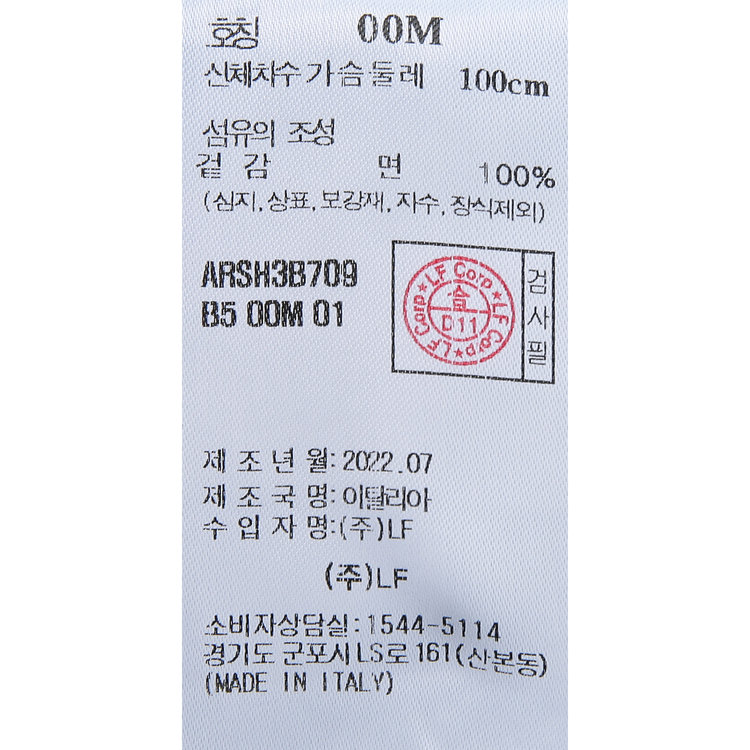 호칭 00M
신체치수 가슴둘레 100cm
섬유의 조성
겉 감 면 100%
(심지,상표,보강재,자수,장식제외)
ARSH3B709
B5 00M 01
LF Corp★LF Corp★LF Corp★
合
D11
검사필
제 조 년 월: 2022.07
제 조 국 명: 이탈리아
수 입 자 명:(주)LF
(주)LF
소비자상담실:1544-5114
경기도 군포시 LS로 161(산본동)
(MADE IN ITALY)